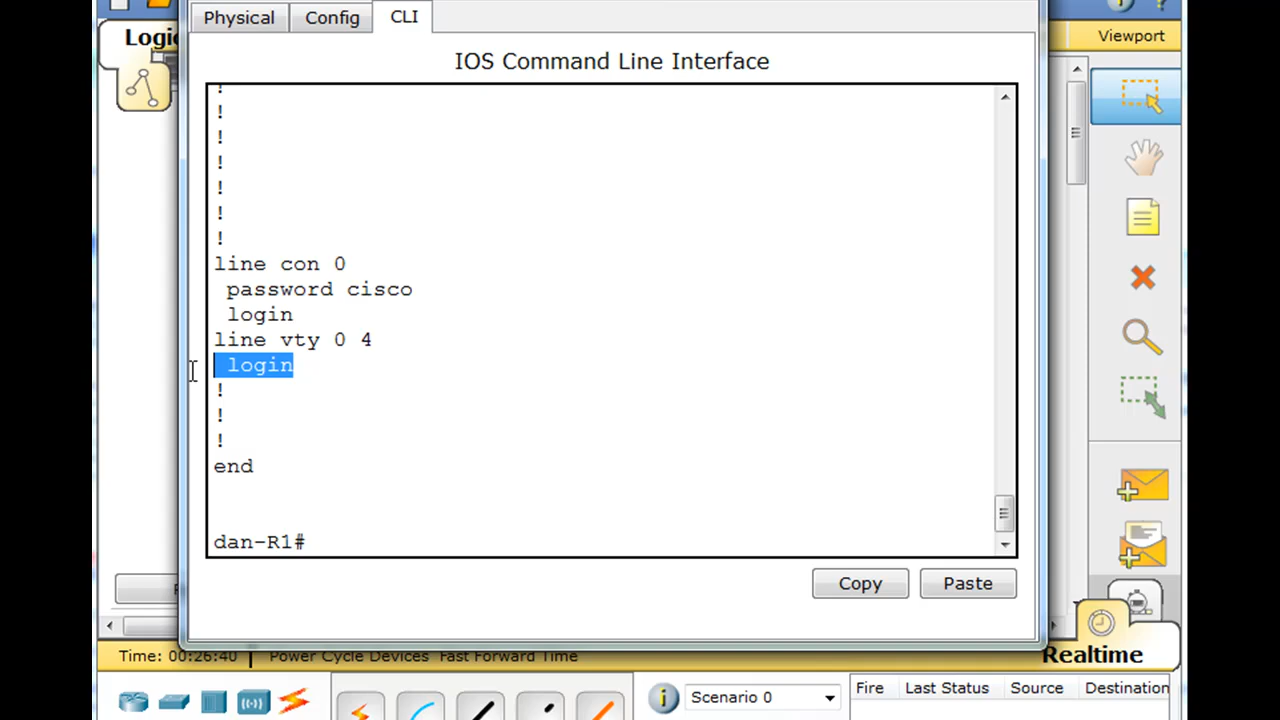 Physical Config CLI
Logic
Viewport
IOS Command Line Interface
!
!
!
!
!
!
!
line con 0
password cisco
login
line vty 0 4
login
!
!
!
end
dan-R1#
Copy Paste
Time: 00:26:40 Power Cycle Devices Fast Forward Time
Realtime
Scenario 0
Fire Last Status Source Destination